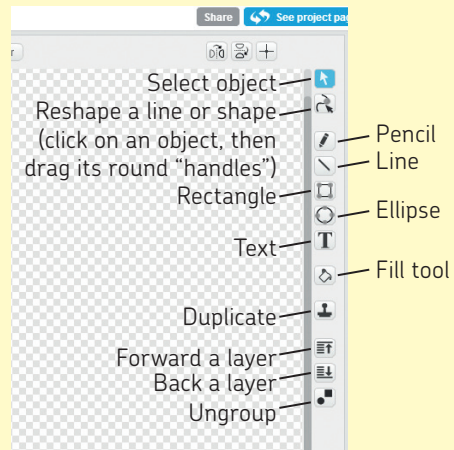 Share
See project pag
r
Select object
Reshape a line or shape
(click on an object, then
drag its round “handles”)
Pencil
Line
Rectangle
Ellipse
T
Text
Fill tool
Duplicate
Forward a layer
Back a layer
Ungroup